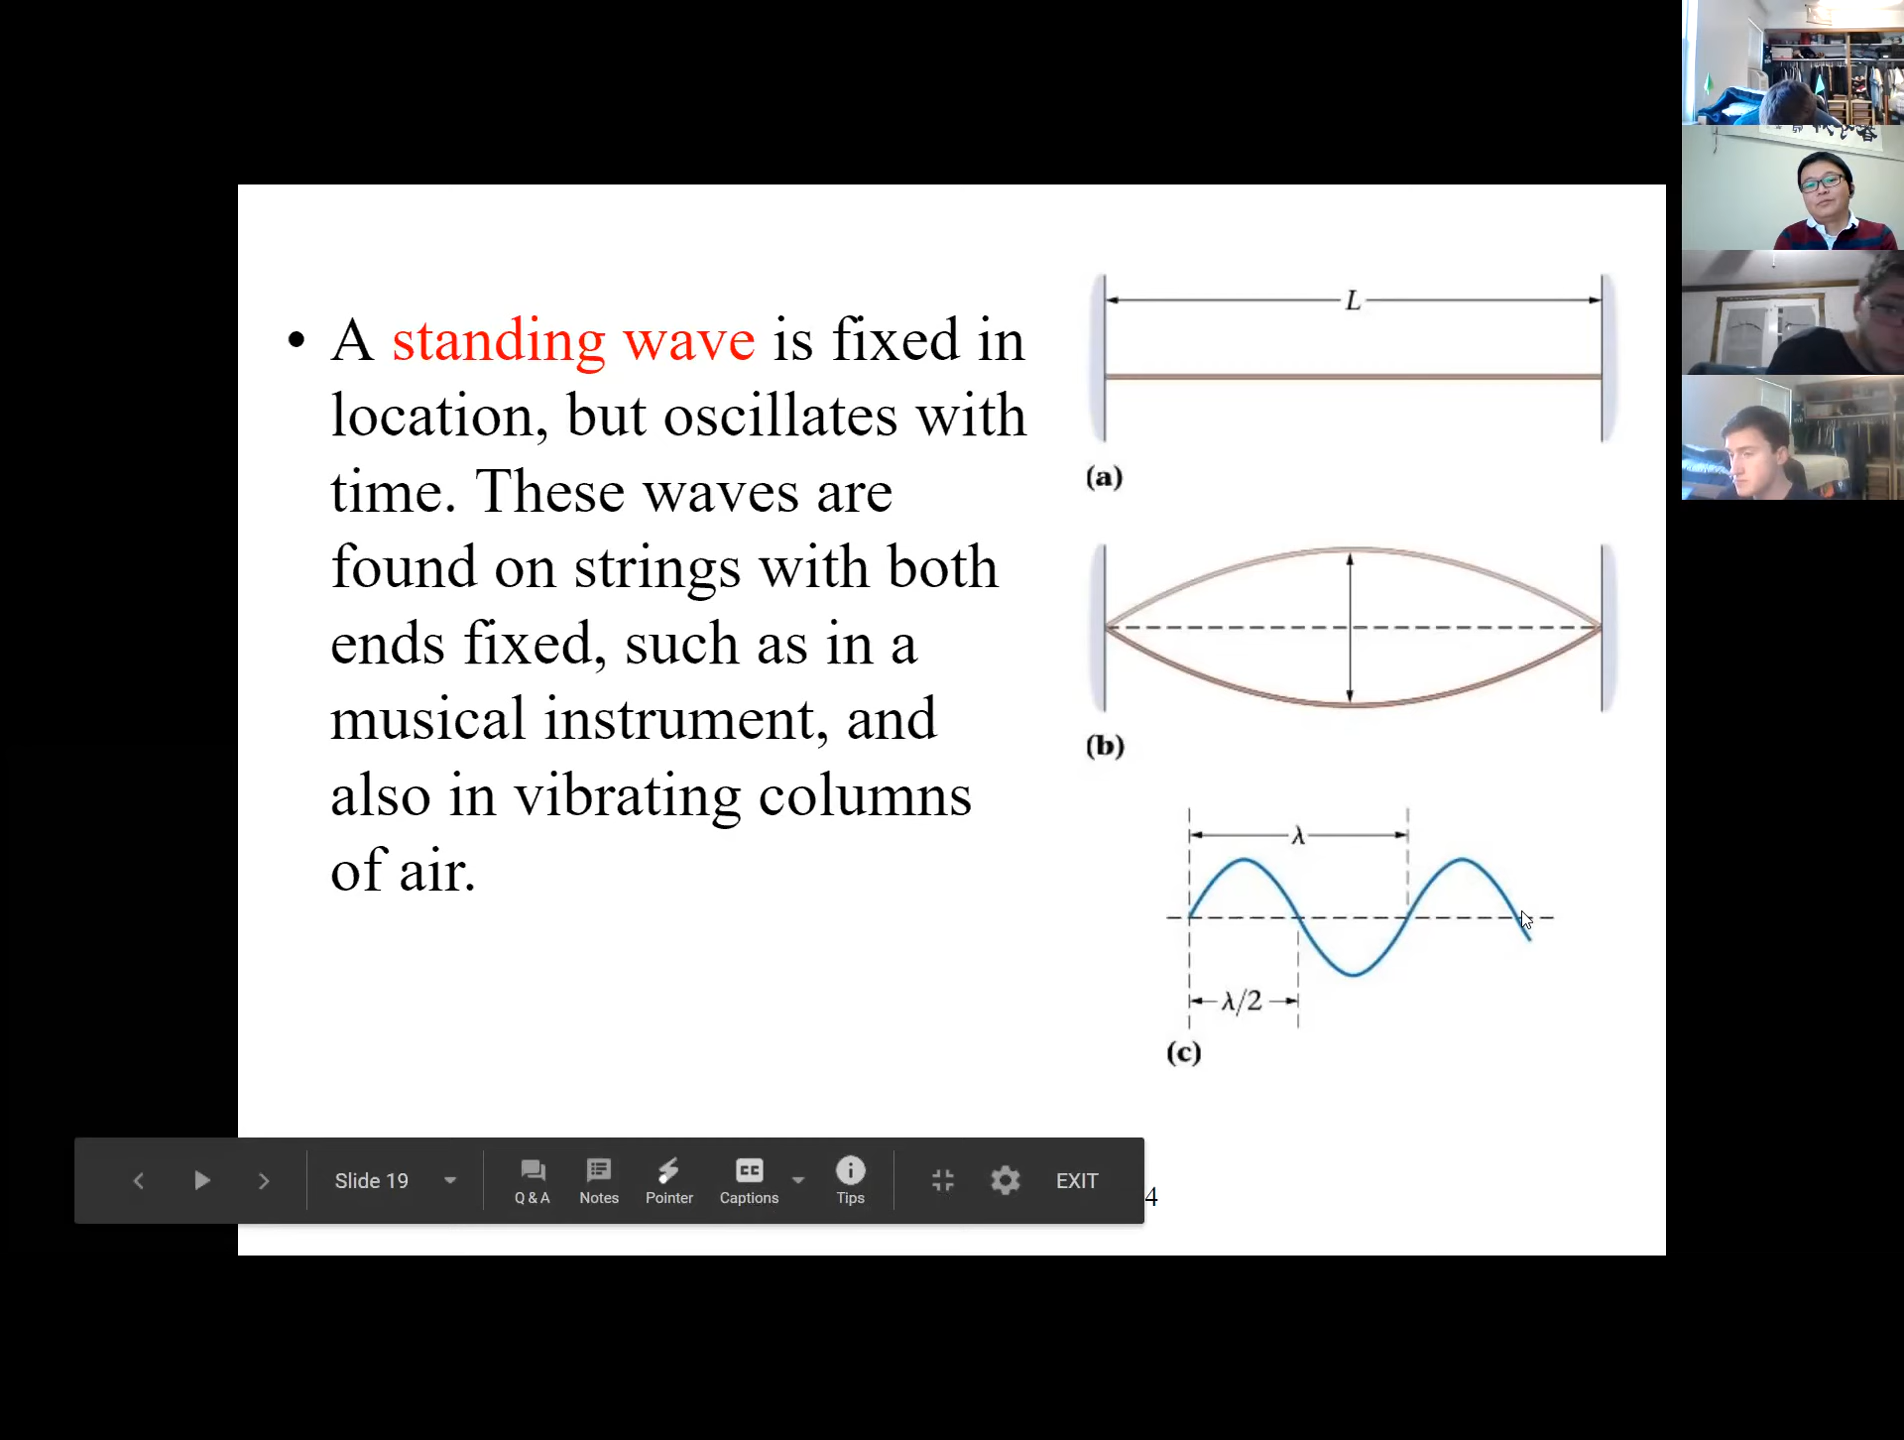 • A standing wave is fixed in
location, but oscillates with
time. These waves are
found on strings with both
ends fixed, such as in a
musical instrument, and
also in vibrating columns
of air.
L
(a)
(b)
λ
λ/2
(c)
Slide 19
Q & A
Notes
Pointer
CC
Captions
Tips
EXIT
4